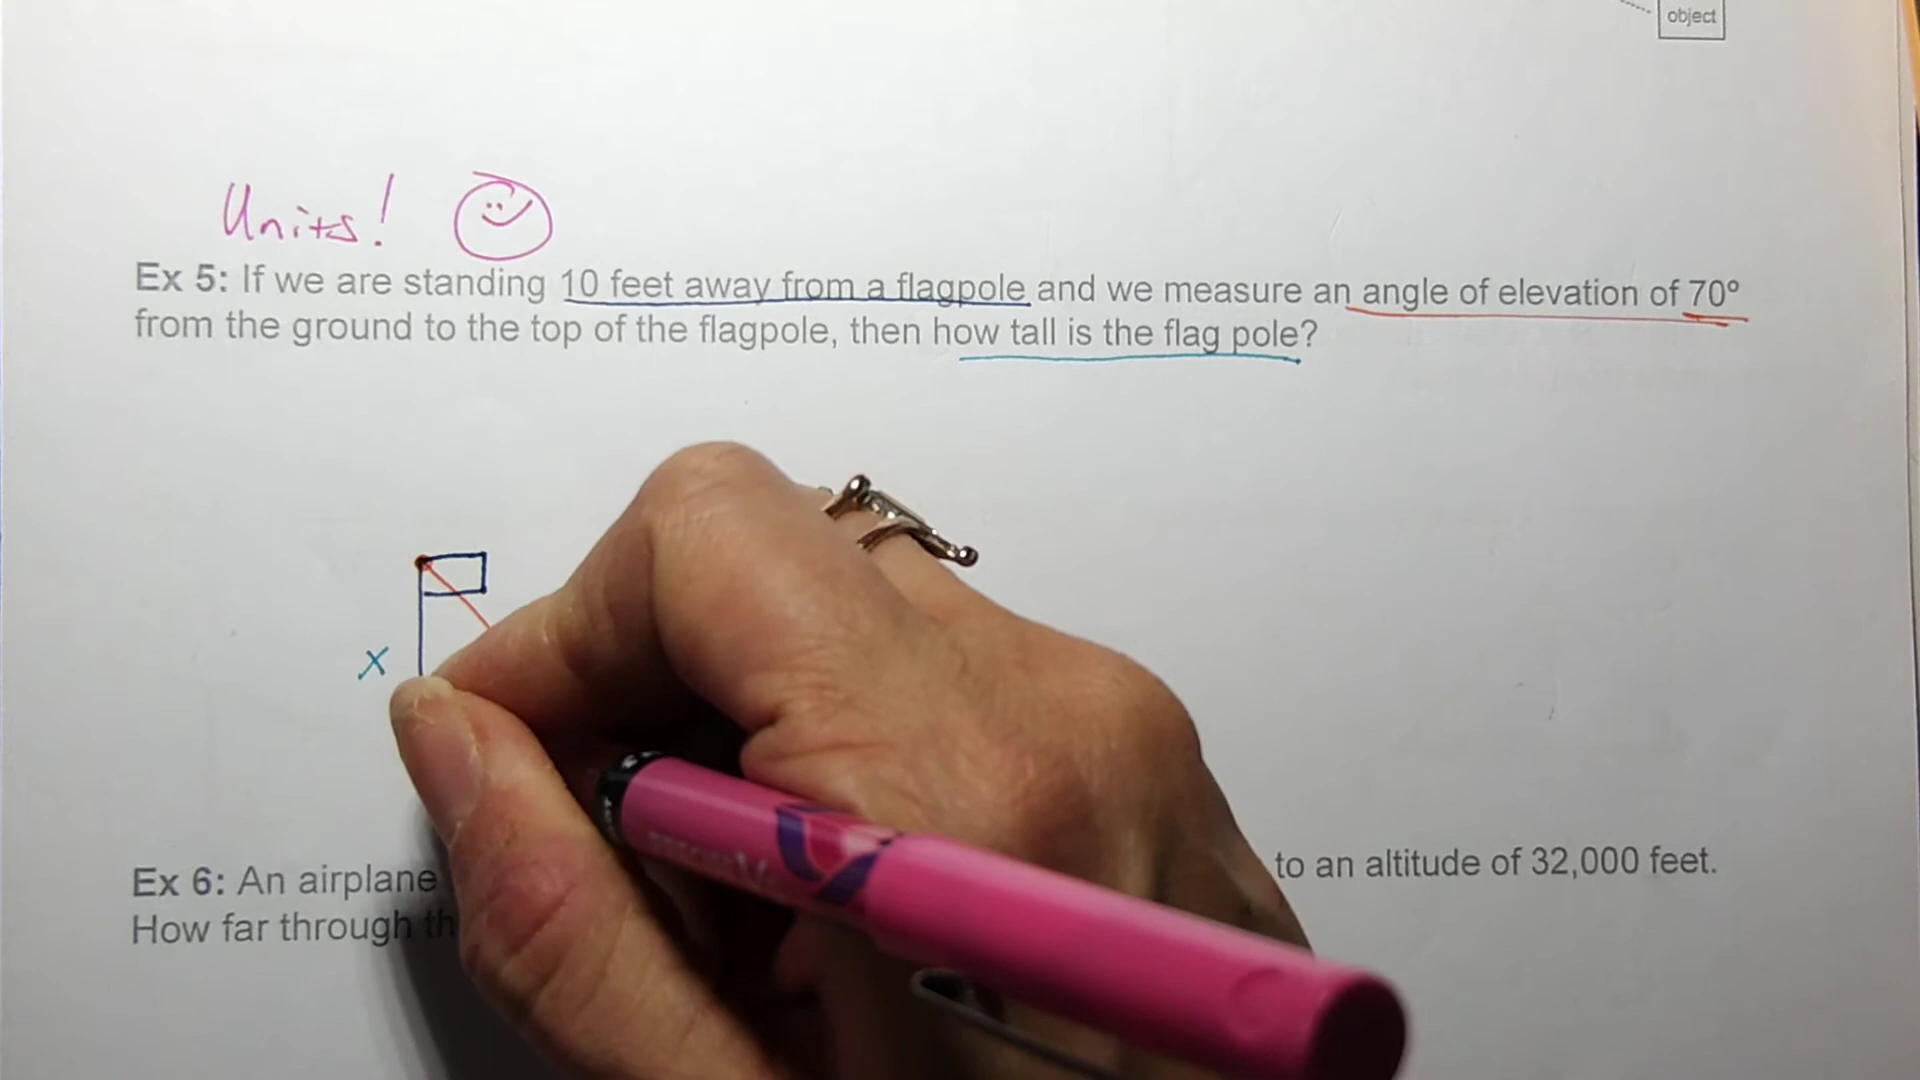 object
Units!
Ex 5: If we are standing 10 feet away from a flagpole and we measure an angle of elevation of 70º
from the ground to the top of the flagpole, then how tall is the flag pole?
X
Ex 6: An airplane to an altitude of 32,000 feet.
How far through th